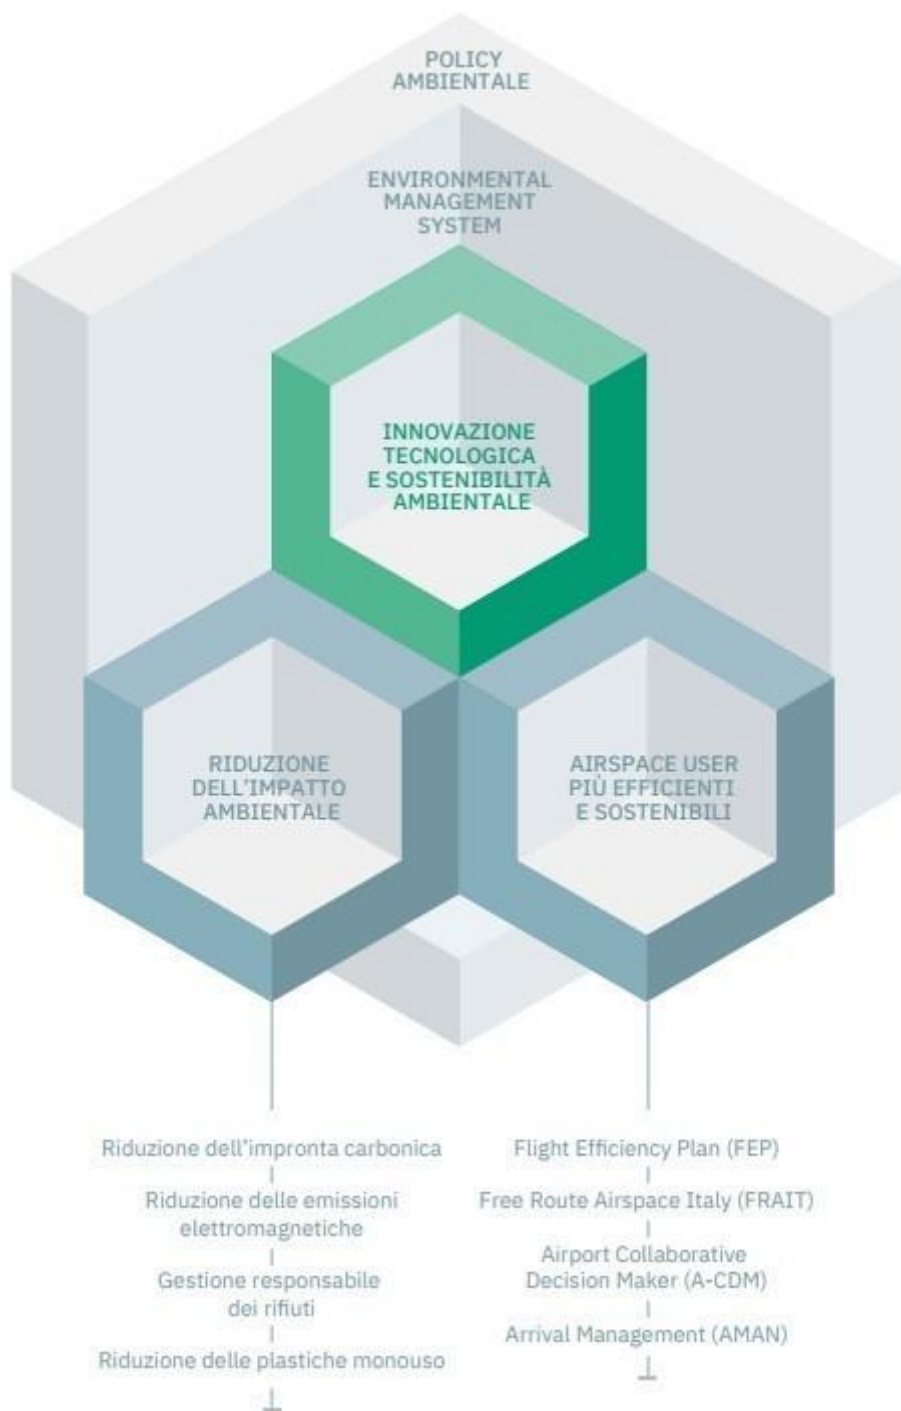 POLICY
AMBIENTALE
ENVIRONMENTAL
MANAGEMENT
SYSTEM
INNOVAZIONE
TECNOLOGICA
E SOSTENIBILITÀ
AMBIENTALE
RIDUZIONE
DELL'IMPATTO
AMBIENTALE
AIRSPACE USER
PIÙ EFFICIENTI
E SOSTENIBILI
Riduzione dell'impronta carbonica
Riduzione delle emissioni
elettromagnetiche
Gestione responsabile
dei rifiuti
Riduzione delle plastiche monouso
Flight Efficiency Plan (FEP)
Free Route Airspace Italy (FRAIT)
Airport Collaborative
Decision Maker (A-CDM)
Arrival Management (AMAN)